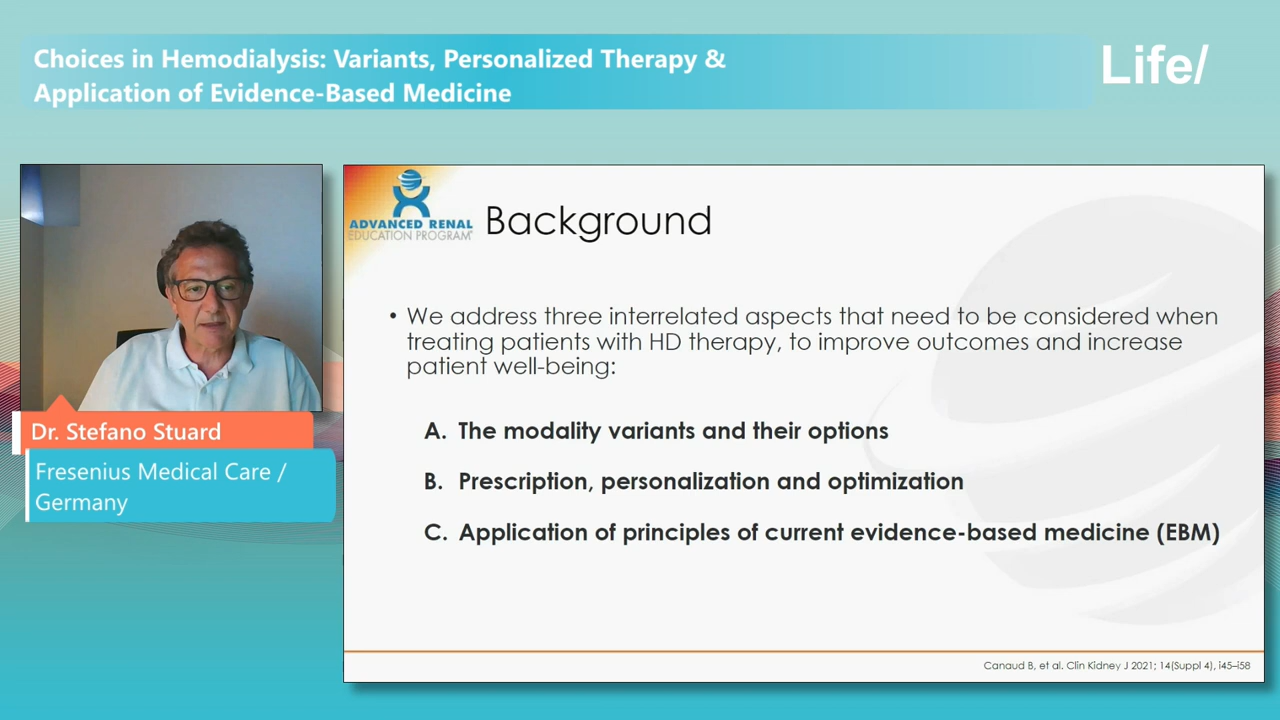 Choices in Hemodialysis: Variants, Personalized Therapy &
Application of Evidence-Based Medicine
Life/
Dr. Stefano Stuard
Fresenius Medical Care /
Germany
ADVANCED RENAL
EDUCATION PROGRAM
Background
• We address three interrelated aspects that need to be considered when
treating patients with HD therapy, to improve outcomes and increase
patient well-being:
A. The modality variants and their options
B. Prescription, personalization and optimization
C. Application of principles of current evidence-based medicine (EBM)
Canaud B, et al. Clin Kidney J 2021; 14(Suppl 4), i45–i58